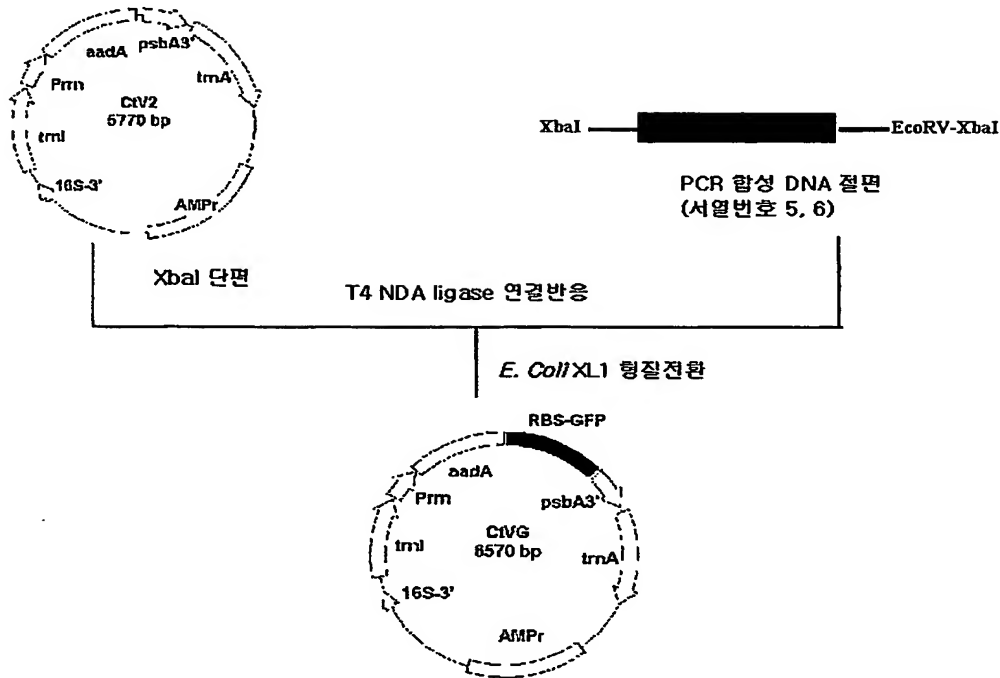 aadA
psbA3'
Prrn
trnA
CtV2
5770 bp
trnI
16S-3'
AMPr
XbaI
EcoRV-XbaI
PCR 합성 DNA 절편
(서열번호 5, 6)
XbaI 단편
T4 NDA ligase 연결반응
E. Coli XL1 형질전환
RBS-GFP
aadA
Prrn
psbA3'
CtVG
6570 bp
trnI
trnA
16S-3'
AMPr